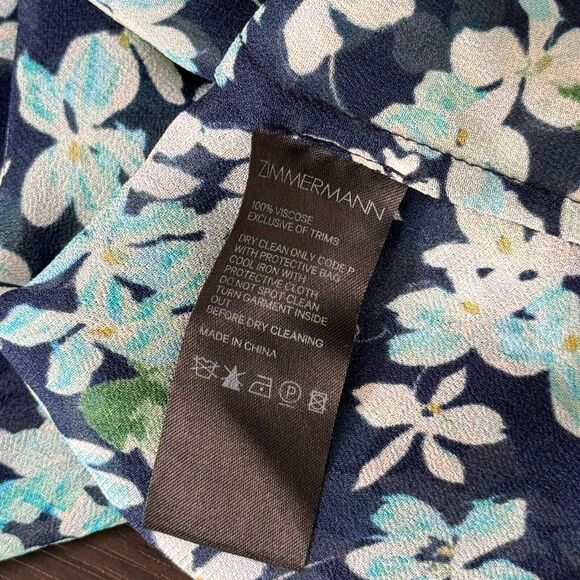 ZIMMERMANN
100% VISCOSE
EXCLUSIVE OF TRIMS
DRY CLEAN ONLY CODE P
WITH PROTECTIVE BAG
COOL IRON WITH
PROTECTIVE CLOTH
DO NOT SPOT CLEAN
TURN GARMENT INSIDE
OUT
BEFORE DRY CLEANING
MADE IN CHINA
P